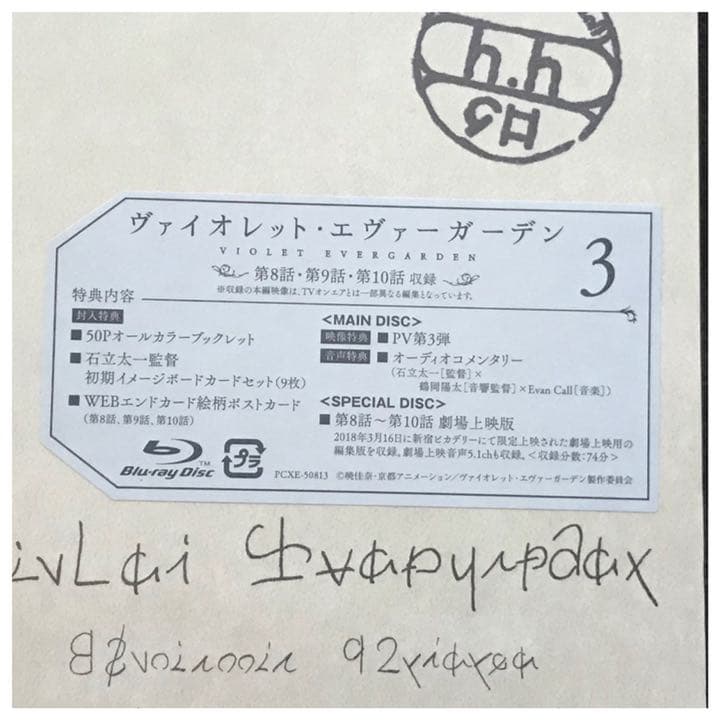 ヴァイオレット・エヴァーガーデン 3
VIOLET EVERGARDEN
第8話・第9話・第10話 収録
※収録の本編映像は、TVオンエアとは一部異なる編集となっています。
特典内容
封入特典
■ 50Pオールカラーブックレット
■ 石立太一監督
初期イメージボードカードセット(9枚)
■ WEBエンドカード絵柄ポストカード
(第8話、第9話、第10話)
<MAIN DISC>
映像特典 ■ PV第3弾
音声特典 ■ オーディオコメンタリー
(石立太一[監督]×
鶴岡陽太[音響監督]×Evan Call[音楽])
<SPECIAL DISC>
■ 第8話～第10話 劇場上映版
2018年3月16日に新宿ピカデリーにて限定上映された劇場上映用の
編集版を収録。劇場上映音声5.1chも収録。<収録分数:74分>
Blu-ray Disc TM プラ
PCXE-50813 ©暁佳奈・京都アニメーション/ヴァイオレット・エヴァーガーデン製作委員会